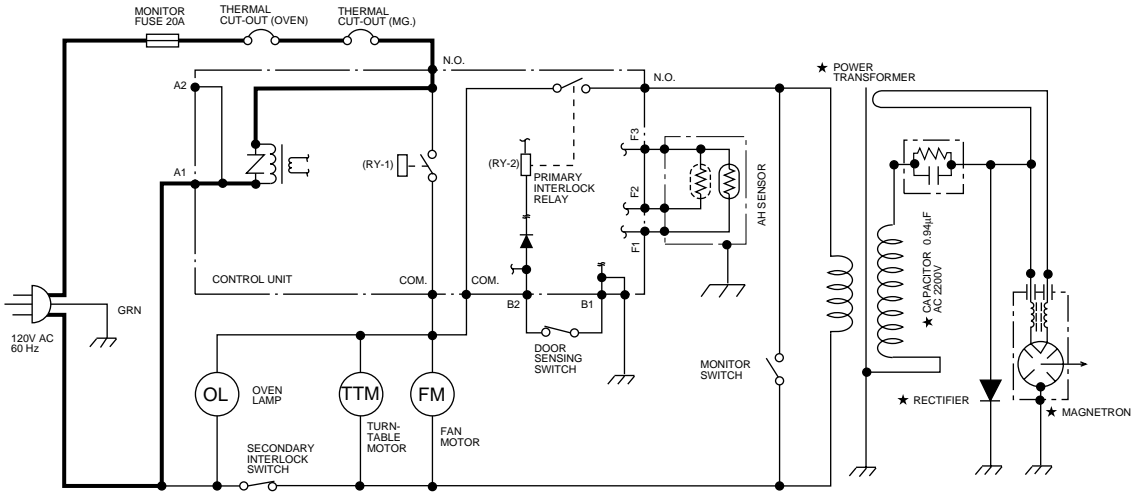 MONITOR
FUSE 20A
THERMAL
CUT-OUT (OVEN)
THERMAL
CUT-OUT (MG.)
N.O.
A2
N.O.
★ POWER
TRANSFORMER
F3
A1
(RY-1)
(RY-2)
PRIMARY
INTERLOCK
RELAY
F2
F1
AH SENSOR
★ CAPACITOR 0.94µF
AC 2200V
CONTROL UNIT
COM.
COM.
B2
B1
GRN
120V AC
60 Hz
DOOR
SENSING
SWITCH
MONITOR
SWITCH
OL
OVEN
LAMP
TTM
TURN-
TABLE
MOTOR
FM
FAN
MOTOR
★ RECTIFIER
★ MAGNETRON
SECONDARY
INTERLOCK
SWITCH